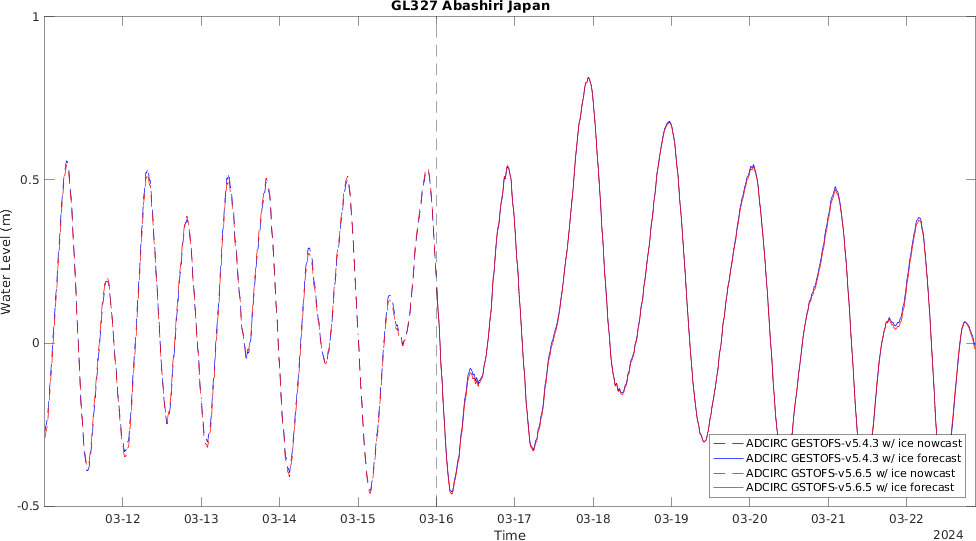 GL327 Abashiri Japan
1
0.5
0
-0.5
Water Level (m)
03-12 03-13 03-14 03-15 03-16 03-17 03-18 03-19 03-20 03-21 03-22
Time
2024
ADCIRC GESTOFS-v5.4.3 w/ ice nowcast
ADCIRC GESTOFS-v5.4.3 w/ ice forecast
ADCIRC GSTOFS-v5.6.5 w/ ice nowcast
ADCIRC GSTOFS-v5.6.5 w/ ice forecast